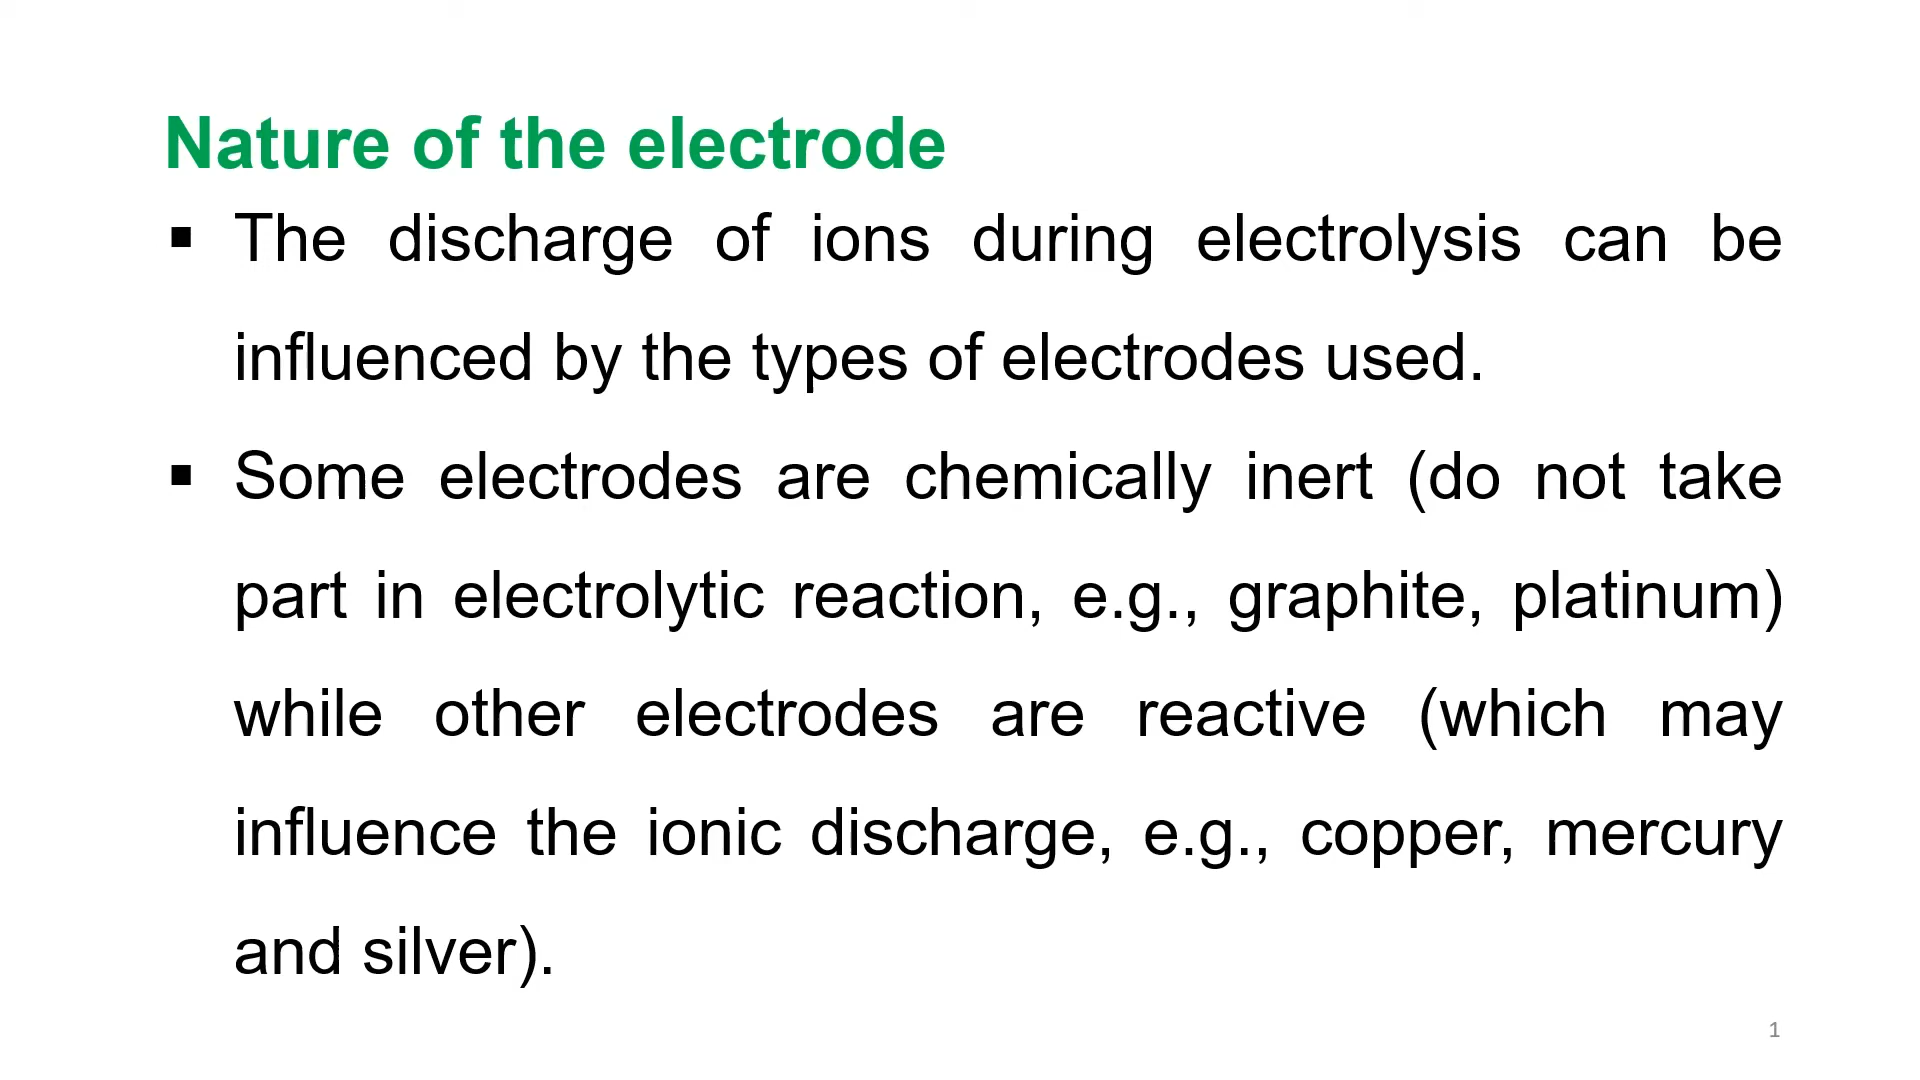 Nature of the electrode
▪ The discharge of ions during electrolysis can be
influenced by the types of electrodes used.
▪ Some electrodes are chemically inert (do not take
part in electrolytic reaction, e.g., graphite, platinum)
while other electrodes are reactive (which may
influence the ionic discharge, e.g., copper, mercury
and silver).
1